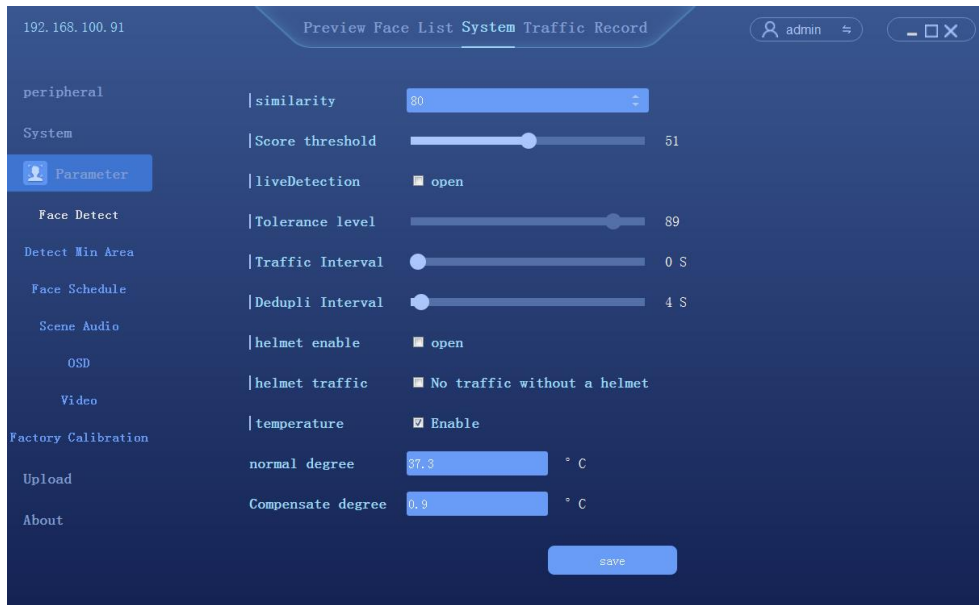 192.168.100.91
Preview Face List System Traffic Record
admin
peripheral
System
Parameter
Face Detect
Detect Min Area
Face Schedule
Scene Audio
OSD
Video
Factory Calibration
Upload
About
similarity 80
Score threshold 51
liveDetection open
Tolerance level 89
Traffic Interval 0 S
Dedupli Interval 4 S
helmet enable open
helmet traffic No traffic without a helmet
temperature Enable
normal degree 37.3 ° C
Compensate degree 0.9 ° C
save